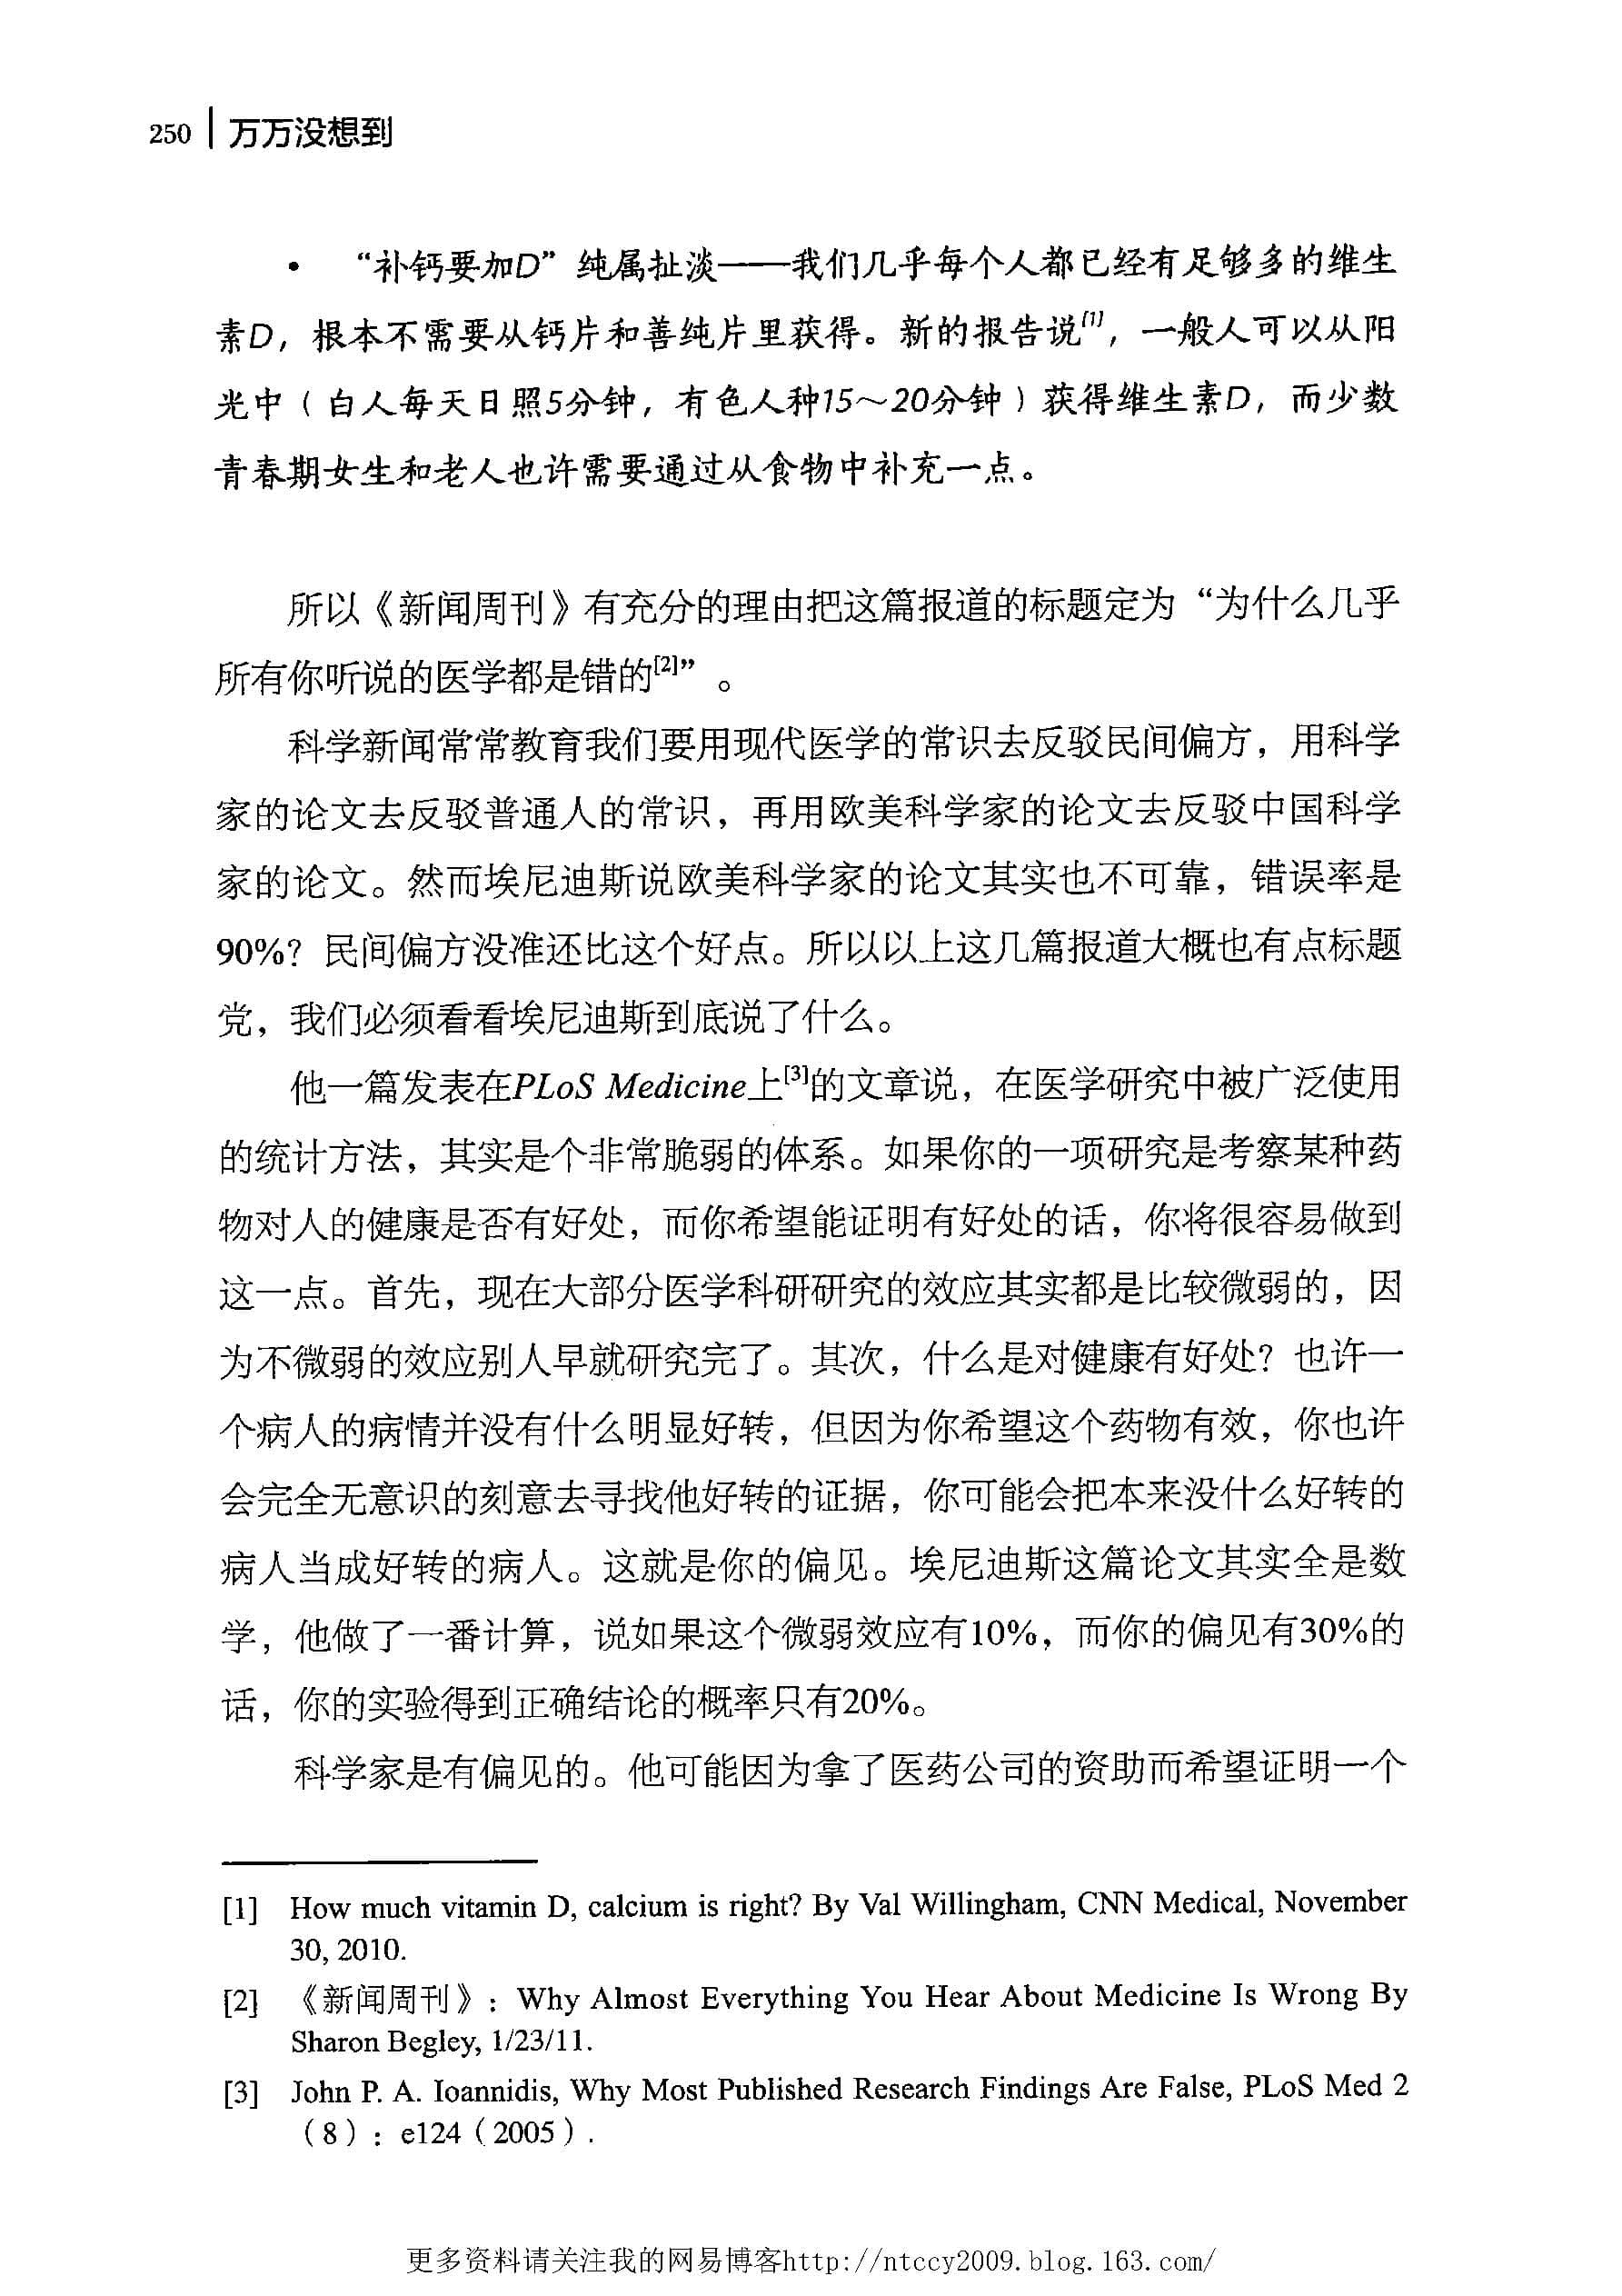 250 万万没想到
• “补钙要加D”纯属扯淡——我们几乎每个人都已经有足够多的维生
素D，根本不需要从钙片和善纯片里获得。新的报告说[1]，一般人可以从阳
光中（白人每天日照5分钟，有色人种15～20分钟）获得维生素D，而少数
青春期女生和老人也许需要通过从食物中补充一点。
所以《新闻周刊》有充分的理由把这篇报道的标题定为“为什么几乎
所有你听说的医学都是错的[2]”。
科学新闻常常教育我们要用现代医学的常识去反驳民间偏方，用科学
家的论文去反驳普通人的常识，再用欧美科学家的论文去反驳中国科学
家的论文。然而埃尼迪斯说欧美科学家的论文其实也不可靠，错误率是
90%？民间偏方没准还比这个好点。所以以上这几篇报道大概也有点标题
党，我们必须看看埃尼迪斯到底说了什么。
他一篇发表在PLoS Medicine上[3]的文章说，在医学研究中被广泛使用
的统计方法，其实是个非常脆弱的体系。如果你的一项研究是考察某种药
物对人的健康是否有好处，而你希望能证明有好处的话，你将很容易做到
这一点。首先，现在大部分医学科研研究的效应其实都是比较微弱的，因
为不微弱的效应别人早就研究完了。其次，什么是对健康有好处？也许一
个病人的病情并没有什么明显好转，但因为你希望这个药物有效，你也许
会完全无意识的刻意去寻找他好转的证据，你可能会把本来没什么好转的
病人当成好转的病人。这就是你的偏见。埃尼迪斯这篇论文其实全是数
学，他做了一番计算，说如果这个微弱效应有10%，而你的偏见有30%的
话，你的实验得到正确结论的概率只有20%。
科学家是有偏见的。他可能因为拿了医药公司的资助而希望证明一个
[1] How much vitamin D, calcium is right? By Val Willingham, CNN Medical, November
30, 2010.
[2] 《新闻周刊》：Why Almost Everything You Hear About Medicine Is Wrong By
Sharon Begley, 1/23/11.
[3] John P. A. Ioannidis, Why Most Published Research Findings Are False, PLoS Med 2
（8）：e124（2005）.
更多资料请关注我的网易博客http://ntccy2009.blog.163.com/